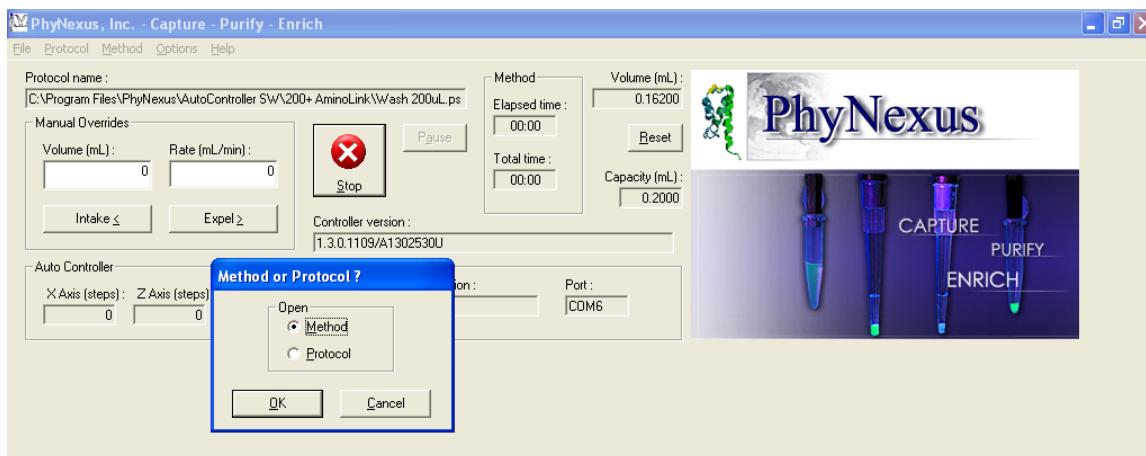 PhyNexus, Inc. - Capture - Purify - Enrich
File Protocol Method Options Help
Protocol name :
C:\Program Files\PhyNexus\AutoController SW\200+ AminoLink\Wash 200uL.ps
Manual Overrides
Volume (mL) :
Rate (mL/min) :
0
0
Intake <
Expel >
Stop
Pause
Controller version :
1.3.0.1109/A1302530U
Method
Elapsed time :
00:00
Total time :
00:00
Volume (mL) :
0.16200
Reset
Capacity (mL) :
0.2000
Auto Controller
X Axis (steps) :
Z Axis (steps)
0
0
Port :
COM6
Method or Protocol ?
Open
Method
Protocol
OK
Cancel
PhyNexus
CAPTURE
PURIFY
ENRICH